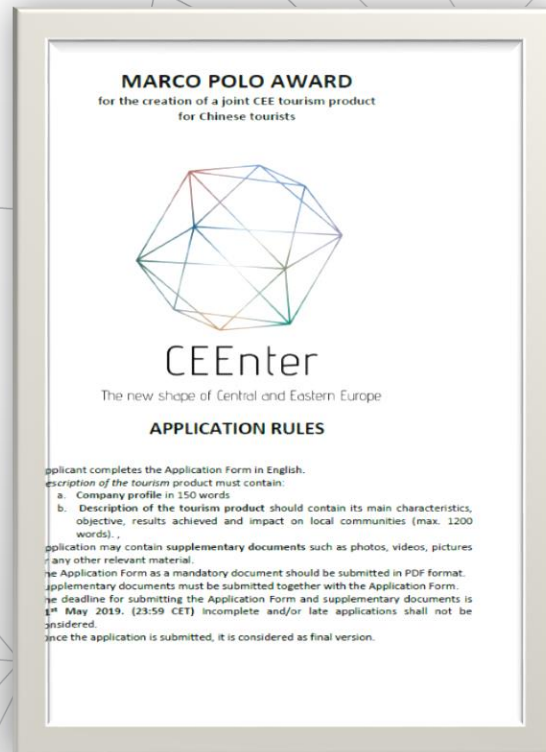 MARCO POLO AWARD
for the creation of a joint CEE tourism product
for Chinese tourists
CEEnter
The new shape of Central and Eastern Europe
APPLICATION RULES
pplicant completes the Application Form in English.
escription of the tourism product must contain:
a. Company profile in 150 words
b. Description of the tourism product should contain its main characteristics,
objective, results achieved and impact on local communities (max. 1200
words). ,
pplication may contain supplementary documents such as photos, videos, pictures
any other relevant material.
he Application Form as a mandatory document should be submitted in PDF format.
upplementary documents must be submitted together with the Application Form.
he deadline for submitting the Application Form and supplementary documents is
1st May 2019. (23:59 CET) Incomplete and/or late applications shall not be
onsidered.
nce the application is submitted, it is considered as final version.